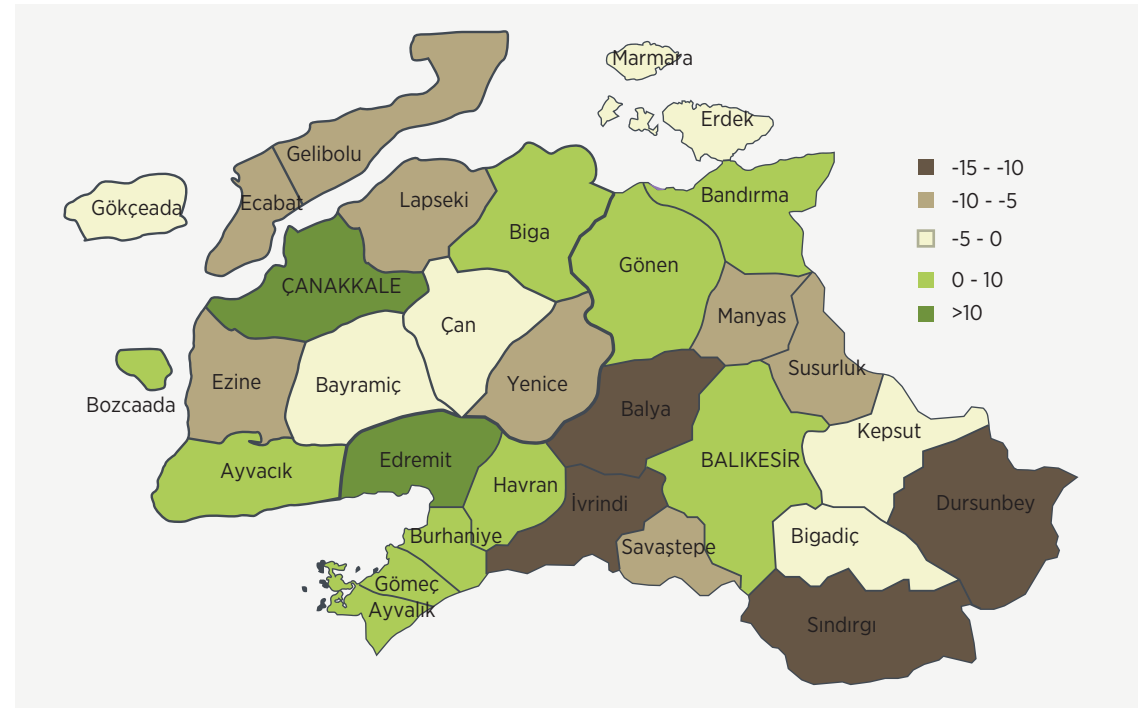 Marmara
Erdek
Gelibolu
Gökçeada
Ecabat
Lapseki
Bandırma
Biga
Gönen
ÇANAKKALE
Manyas
Çan
Susurluk
Ezine
Bayramiç
Yenice
Bozcaada
Balya
Kepsut
Edremit
BALIKESİR
Ayvacık
Havran
İvrindi
Dursunbey
Burhaniye
Savaştepe
Bigadiç
Gömeç
Ayvalık
Sındırgı
-15 - -10
-10 - -5
-5 - 0
0 - 10
>10